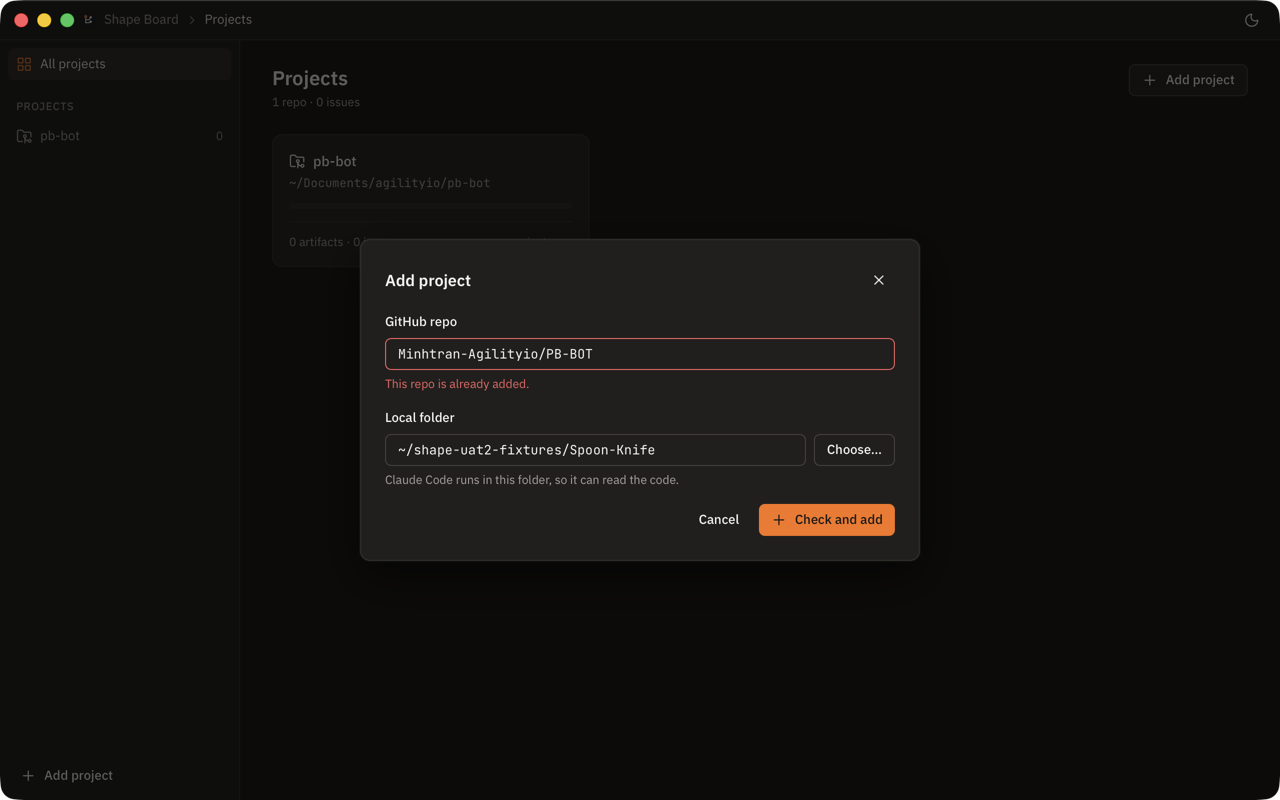 Shape Board > Projects
All projects
PROJECTS
pb-bot 0
Add project
Projects
1 repo · 0 issues
Add project
pb-bot
~/Documents/agilityio/pb-bot
0 artifacts · 0
Add project
GitHub repo
Minhtran-Agilityio/PB-BOT
This repo is already added.
Local folder
~/shape-uat2-fixtures/Spoon-Knife
Choose...
Claude Code runs in this folder, so it can read the code.
Cancel
Check and add